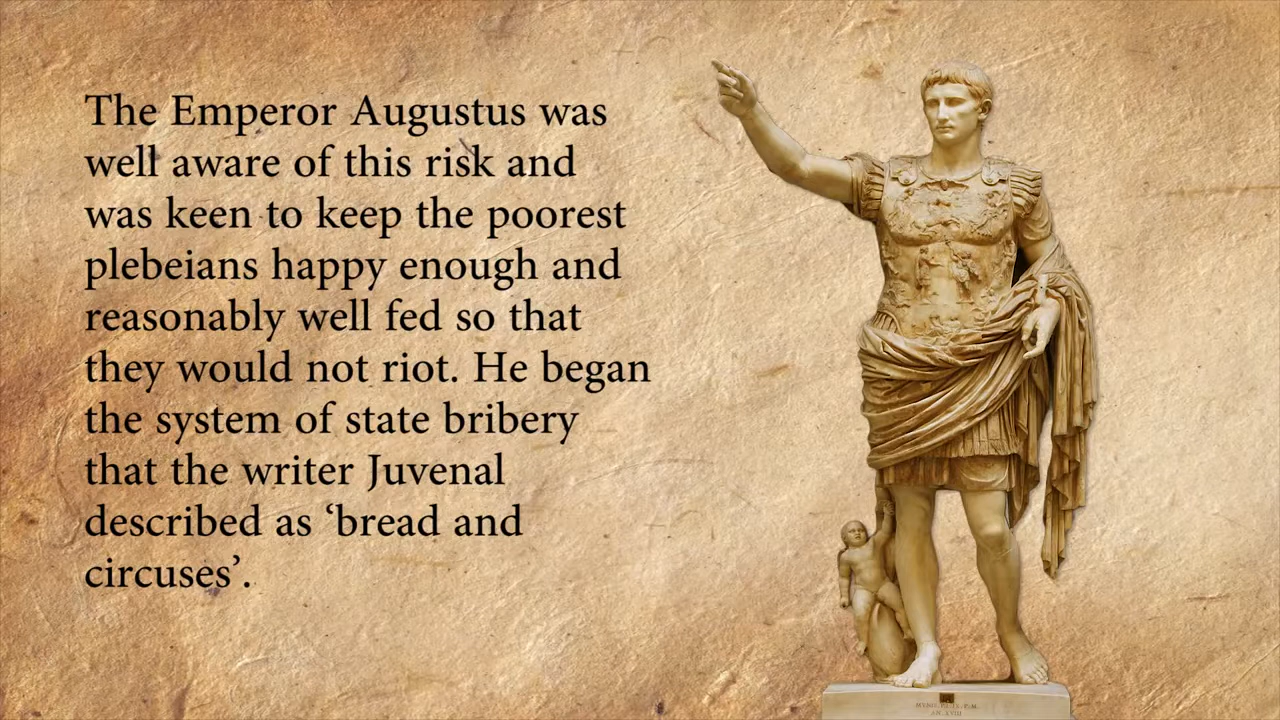 The Emperor Augustus was
well aware of this risk and
was keen to keep the poorest
plebeians happy enough and
reasonably well fed so that
they would not riot. He began
the system of state bribery
that the writer Juvenal
described as ‘bread and
circuses’.